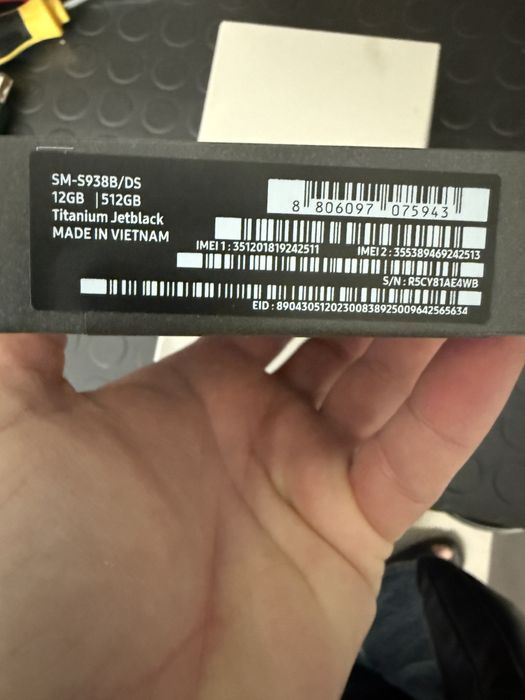 SM-S938B/DS
12GB | 512GB
Titanium Jetblack
MADE IN VIETNAM
8 806097 075943
IMEI 1 : 351201819242511
IMEI 2 : 355389469242513
S/N : R5CY81AE4WB
EID : 89043051202300838925009642565634